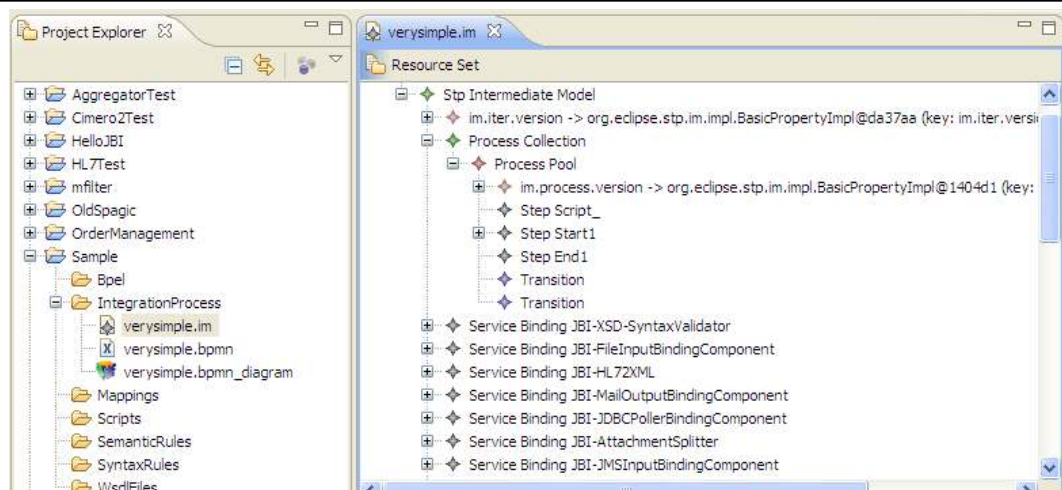 Project Explorer
AggregatorTest
Cimero2Test
HelloJBI
HL7Test
mfilter
OldSpagic
OrderManagement
Sample
Bpel
IntegrationProcess
verysimple.im
verysimple.bpmn
verysimple.bpmn_diagram
Mappings
Scripts
SemanticRules
SyntaxRules
WsdlFiles
verysimple.im
Resource Set
Stp Intermediate Model
im.iter.version -> org.eclipse.stp.im.impl.BasicPropertyImpl@da37aa (key: im.iter.versi
Process Collection
Process Pool
im.process.version -> org.eclipse.stp.im.impl.BasicPropertyImpl@1404d1 (key:
Step Script_
Step Start1
Step End1
Transition
Transition
Service Binding JBI-XSD-SyntaxValidator
Service Binding JBI-FileInputBindingComponent
Service Binding JBI-HL72XML
Service Binding JBI-MailOutputBindingComponent
Service Binding JBI-JDBCPollerBindingComponent
Service Binding JBI-AttachmentSplitter
Service Binding JBI-JMSInputBindingComponent